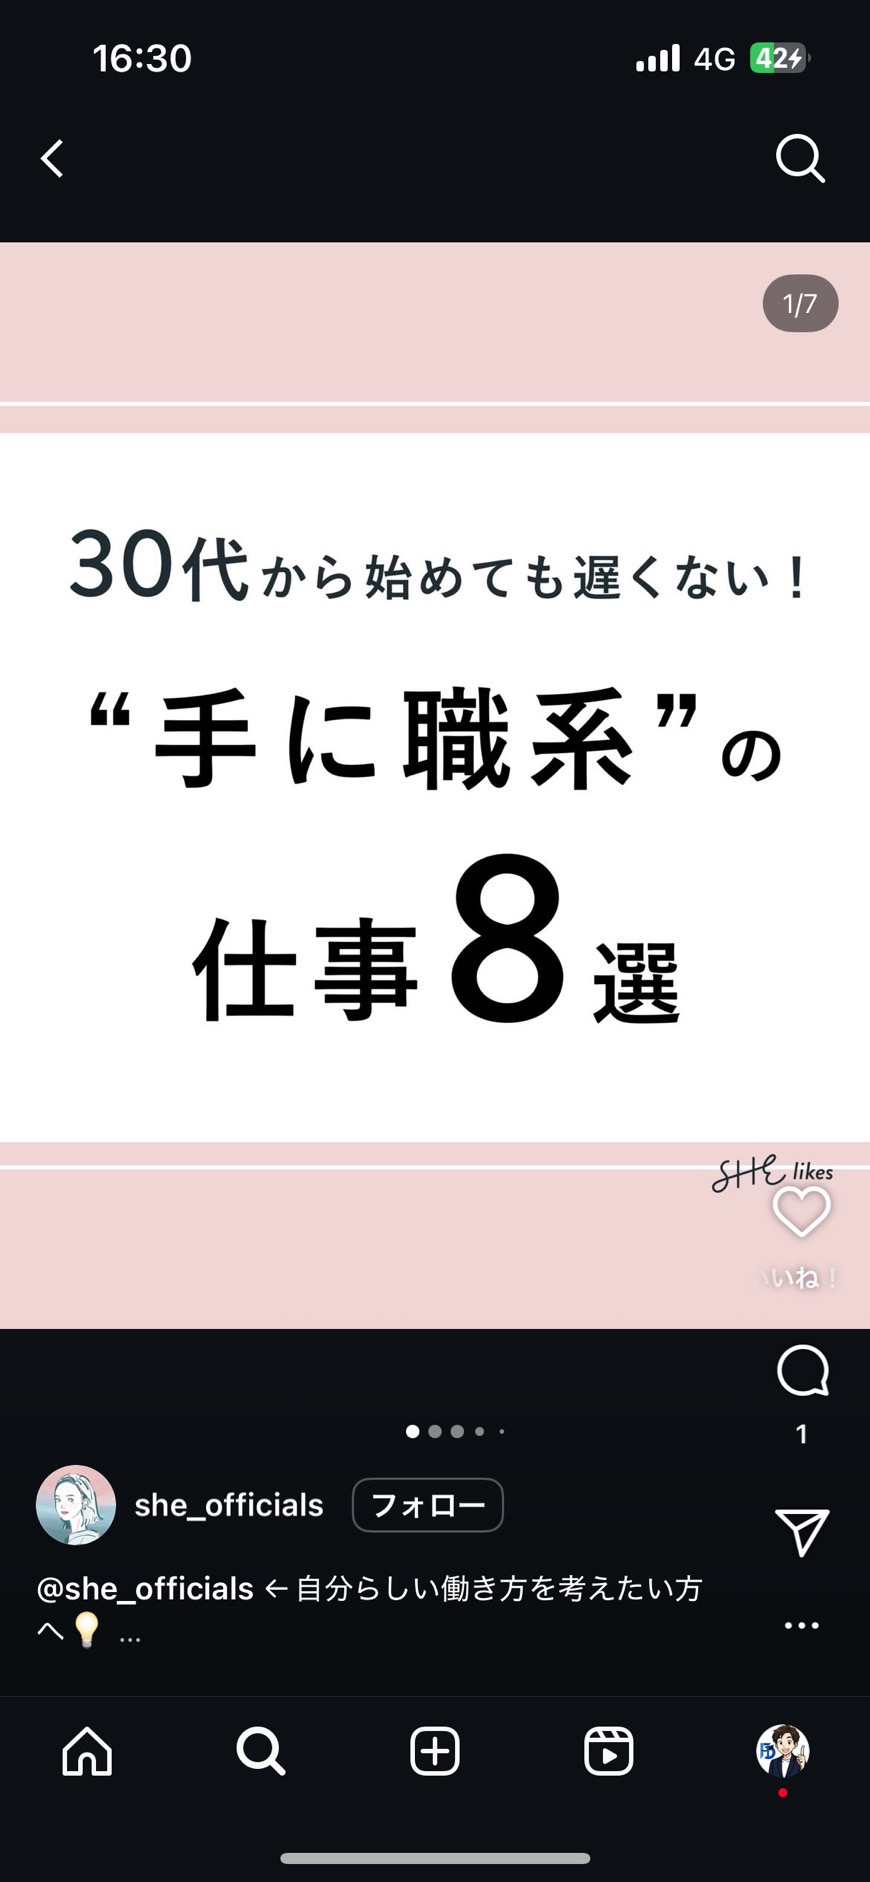 16:30
4G
42
1/7
30代から始めても遅くない！
“手に職系”の
仕事8選
SHE likes
いいね！
1
she_officials
フォロー
@she_officials ←自分らしい働き方を考えたい方
へ💡 ...